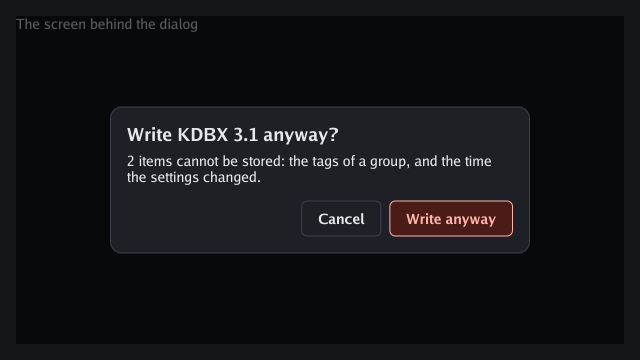 The screen behind the dialog
Write KDBX 3.1 anyway?
2 items cannot be stored: the tags of a group, and the time
the settings changed.
Cancel
Write anyway